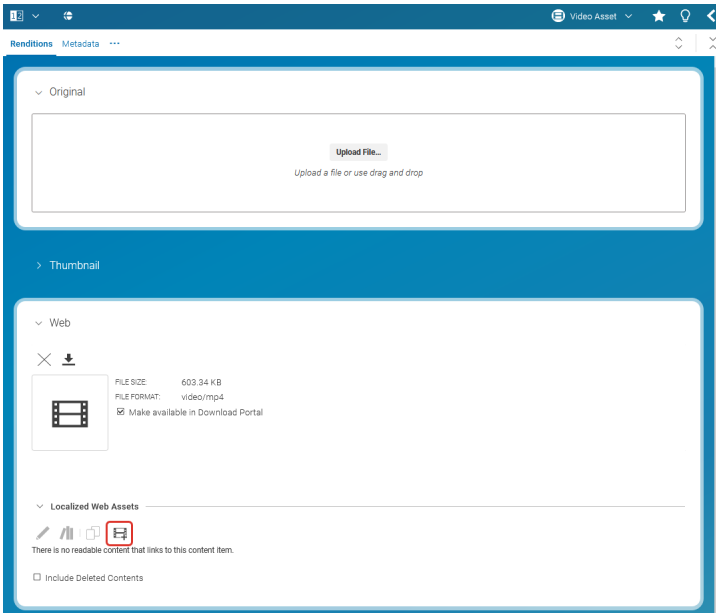 12
Video Asset
Renditions Metadata ...
Original
Upload File...
Upload a file or use drag and drop
Thumbnail
Web
FILE SIZE: 603.34 KB
FILE FORMAT: video/mp4
Make available in Download Portal
Localized Web Assets
There is no readable content that links to this content item.
Include Deleted Contents